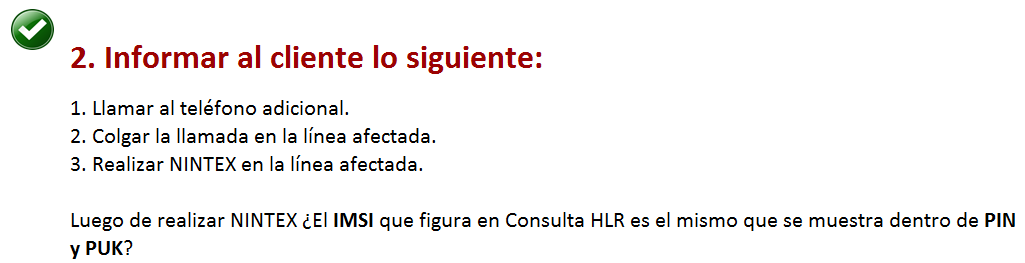 2. Informar al cliente lo siguiente:
1. Llamar al teléfono adicional.
2. Colgar la llamada en la línea afectada.
3. Realizar NINTEX en la línea afectada.
Luego de realizar NINTEX ¿El IMSI que figura en Consulta HLR es el mismo que se muestra dentro de PIN
y PUK?